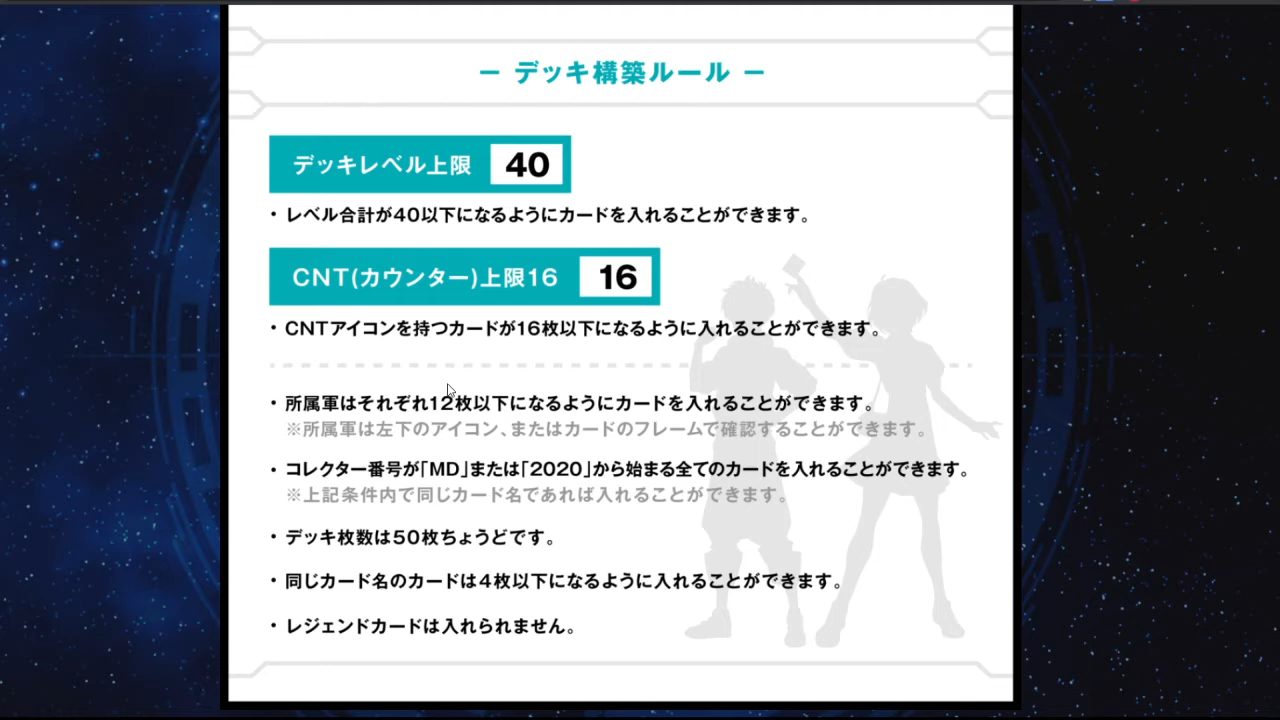 － デッキ構築ルール －
デッキレベル上限 40
・レベル合計が40以下になるようにカードを入れることができます。
CNT(カウンター)上限16 16
・CNTアイコンを持つカードが16枚以下になるように入れることができます。
・所属軍はそれぞれ12枚以下になるようにカードを入れることができます。
※所属軍は左下のアイコン、またはカードのフレームで確認することができます。
・コレクター番号が「MD」または「2020」から始まる全てのカードを入れることができます。
※上記条件内で同じカード名であれば入れることができます。
・デッキ枚数は50枚ちょうどです。
・同じカード名のカードは４枚以下になるように入れることができます。
・レジェンドカードは入れられません。